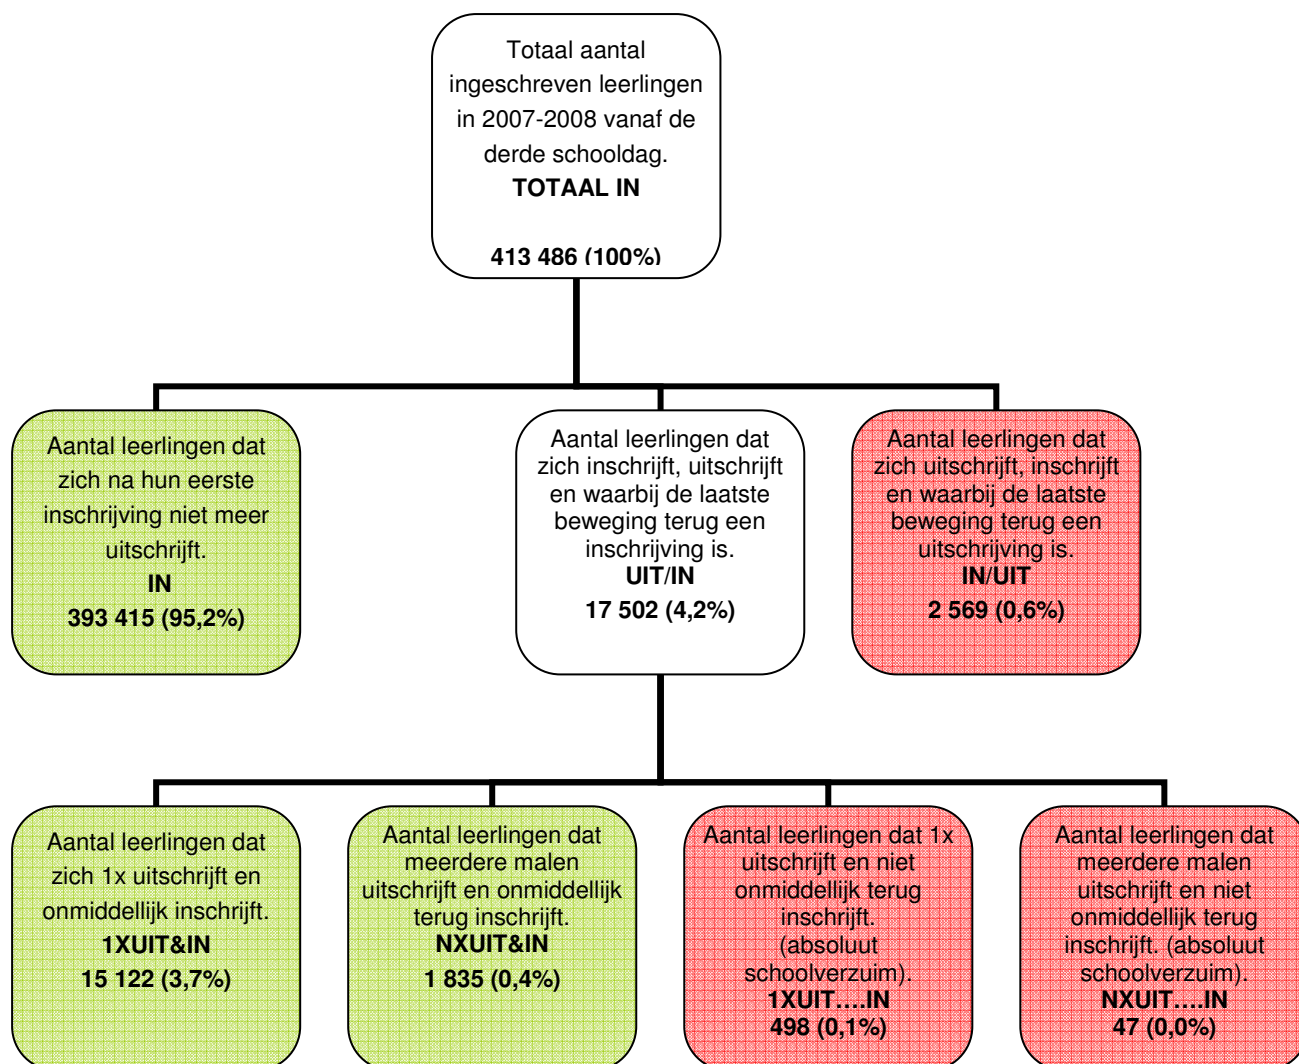 Totaal aantal
ingeschreven leerlingen
in 2007-2008 vanaf de
derde schooldag.
TOTAAL IN
413 486 (100%)
Aantal leerlingen dat
zich na hun eerste
inschrijving niet meer
uitschrijft.
IN
393 415 (95,2%)
Aantal leerlingen dat
zich inschrijft, uitschrijft
en waarbij de laatste
beweging terug een
inschrijving is.
UIT/IN
17 502 (4,2%)
Aantal leerlingen dat
zich uitschrijft, inschrijft
en waarbij de laatste
beweging terug een
uitschrijving is.
IN/UIT
2 569 (0,6%)
Aantal leerlingen dat
zich 1x uitschrijft en
onmiddellijk inschrijft.
1XUIT&IN
15 122 (3,7%)
Aantal leerlingen dat
meerdere malen
uitschrijft en onmiddellijk
terug inschrijft.
NXUIT&IN
1 835 (0,4%)
Aantal leerlingen dat 1x
uitschrijft en niet
onmiddellijk terug
inschrijft.
(absoluut
schoolverzuim).
1XUIT....IN
498 (0,1%)
Aantal leerlingen dat
meerdere malen
uitschrijft en niet
onmiddellijk terug
inschrijft. (absoluut
schoolverzuim).
NXUIT....IN
47 (0,0%)